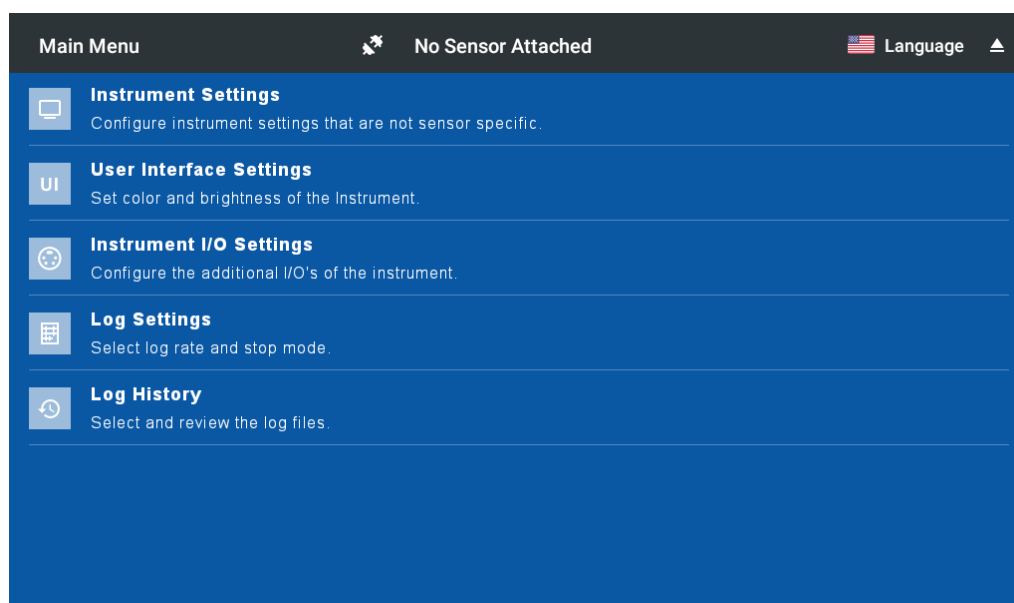 Main Menu No Sensor Attached Language
Instrument Settings
Configure instrument settings that are not sensor specific.
UI
User Interface Settings
Set color and brightness of the Instrument.
Instrument I/O Settings
Configure the additional I/O's of the instrument.
Log Settings
Select log rate and stop mode.
Log History
Select and review the log files.